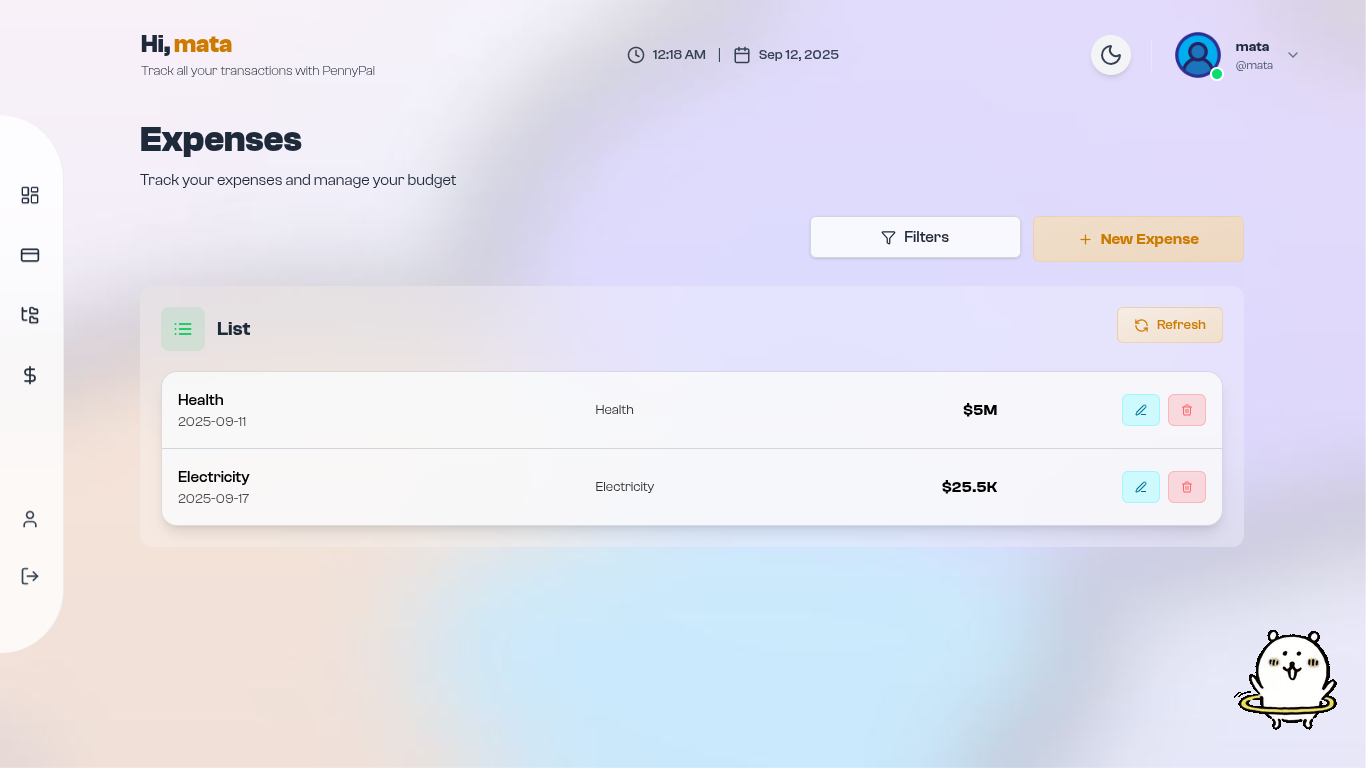 Hi, mata
Track all your transactions with PennyPal
12:18 AM | Sep 12, 2025
mata
@mata
Expenses
Track your expenses and manage your budget
Filters
New Expense
List
Refresh
Health
2025-09-11
Health
$5M
Electricity
2025-09-17
Electricity
$25.5K